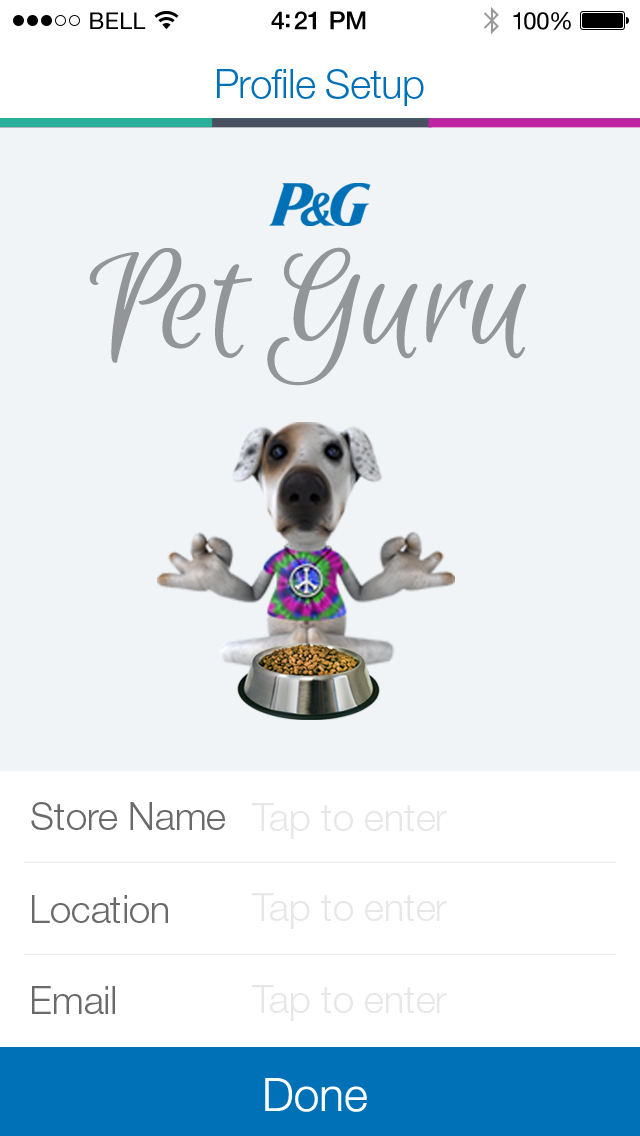 BELL 4:21 PM 100%
Profile Setup
P&G
Pet Guru
Store Name Tap to enter
Location Tap to enter
Email Tap to enter
Done